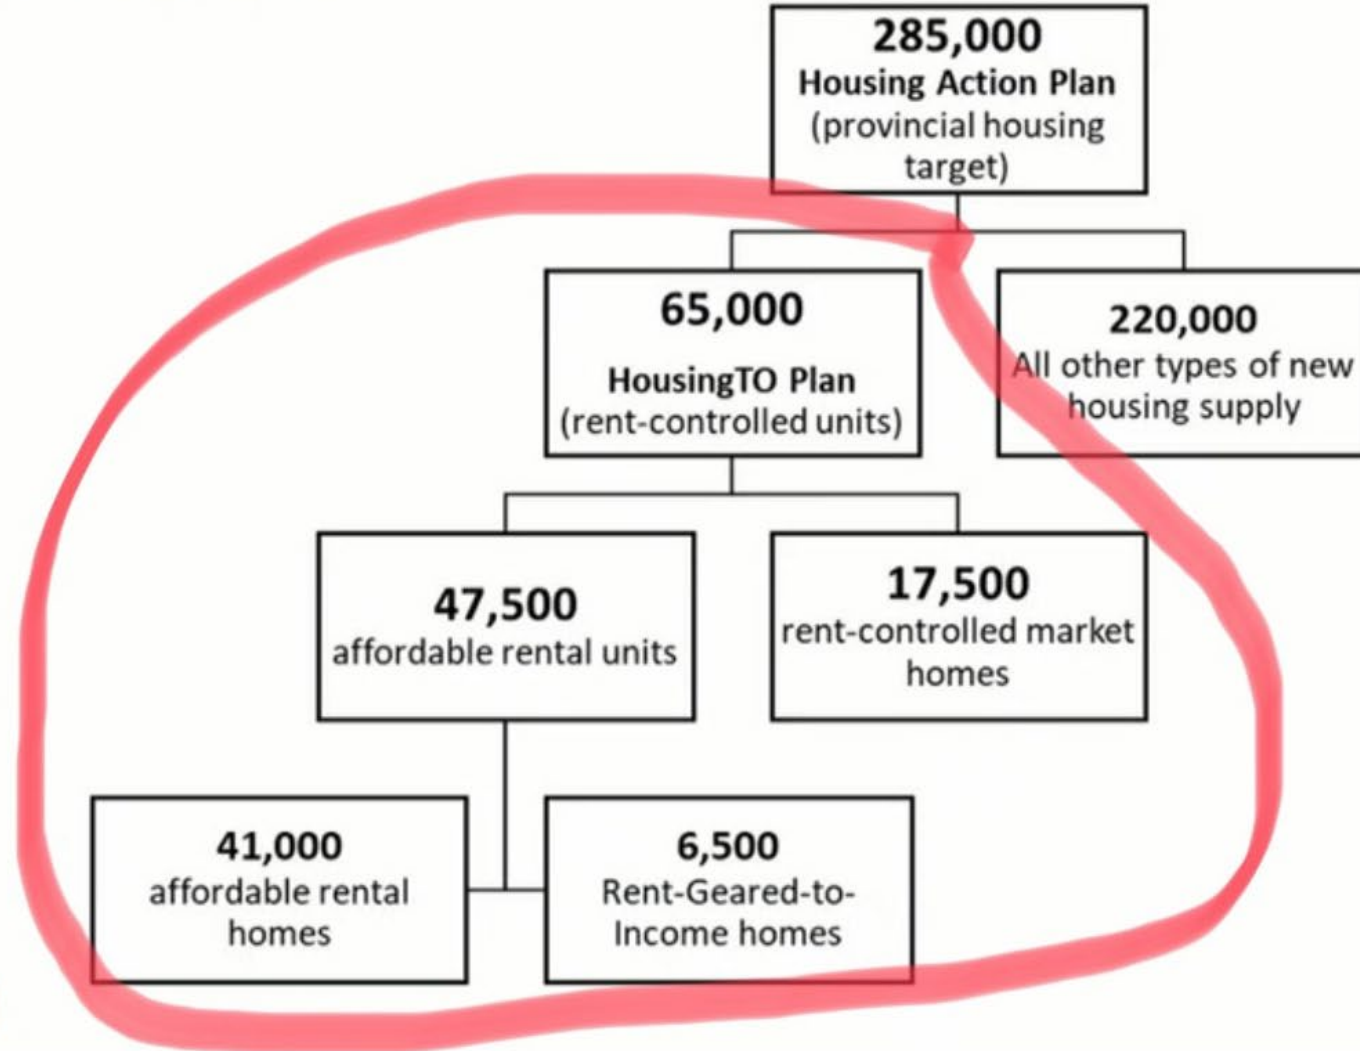 285,000
Housing Action Plan
(provincial housing
target)
65,000
HousingTO Plan
(rent-controlled units)
220,000
All other types of new
housing supply
47,500
affordable rental units
17,500
rent-controlled market
homes
41,000
affordable rental
homes
6,500
Rent-Geared-to-
Income homes